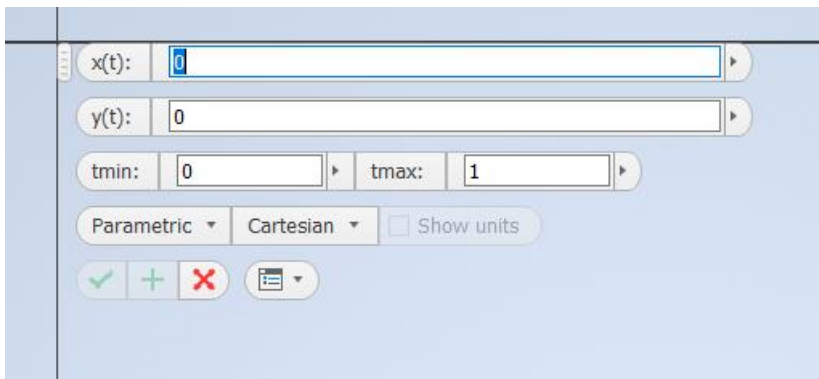 x(t): 0
y(t): 0
tmin: 0 tmax: 1
Parametric Cartesian Show units